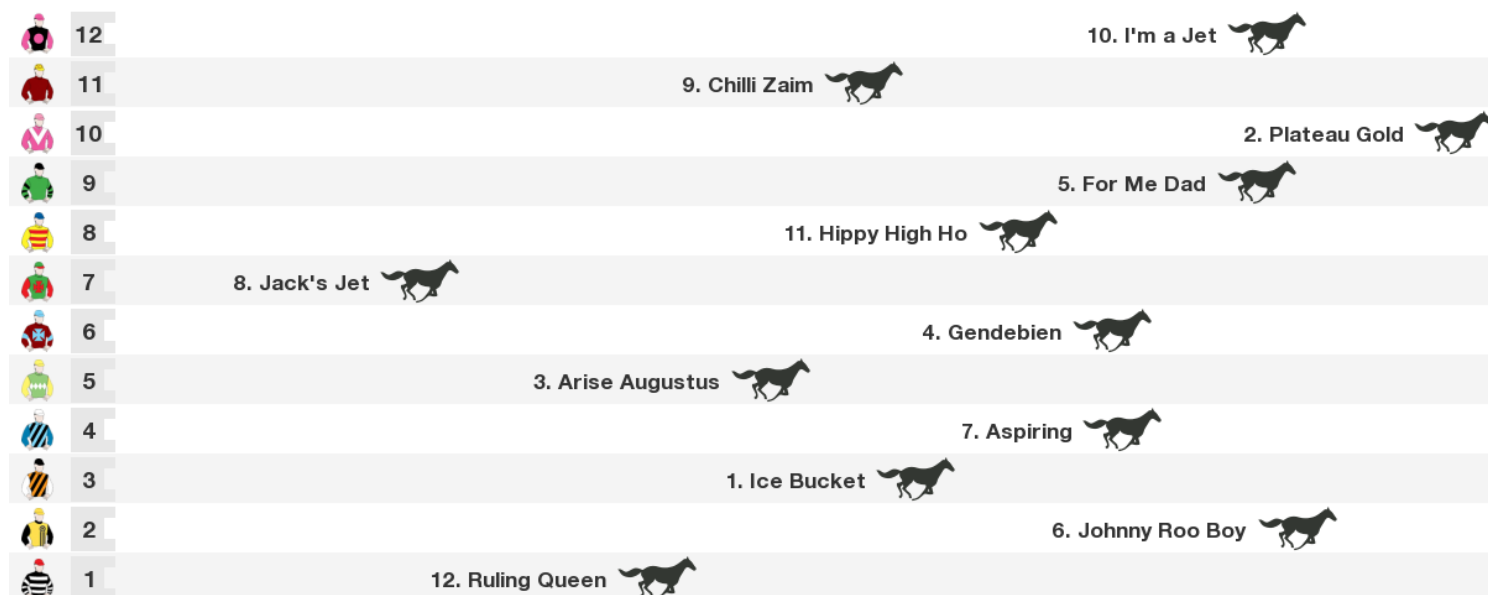 12 10. I'm a Jet
11 9. Chilli Zaim
10 2. Plateau Gold
9 5. For Me Dad
8 11. Hippy High Ho
7 8. Jack's Jet
6 4. Gendebien
5 3. Arise Augustus
4 7. Aspiring
3 1. Ice Bucket
2 6. Johnny Roo Boy
1 12. Ruling Queen